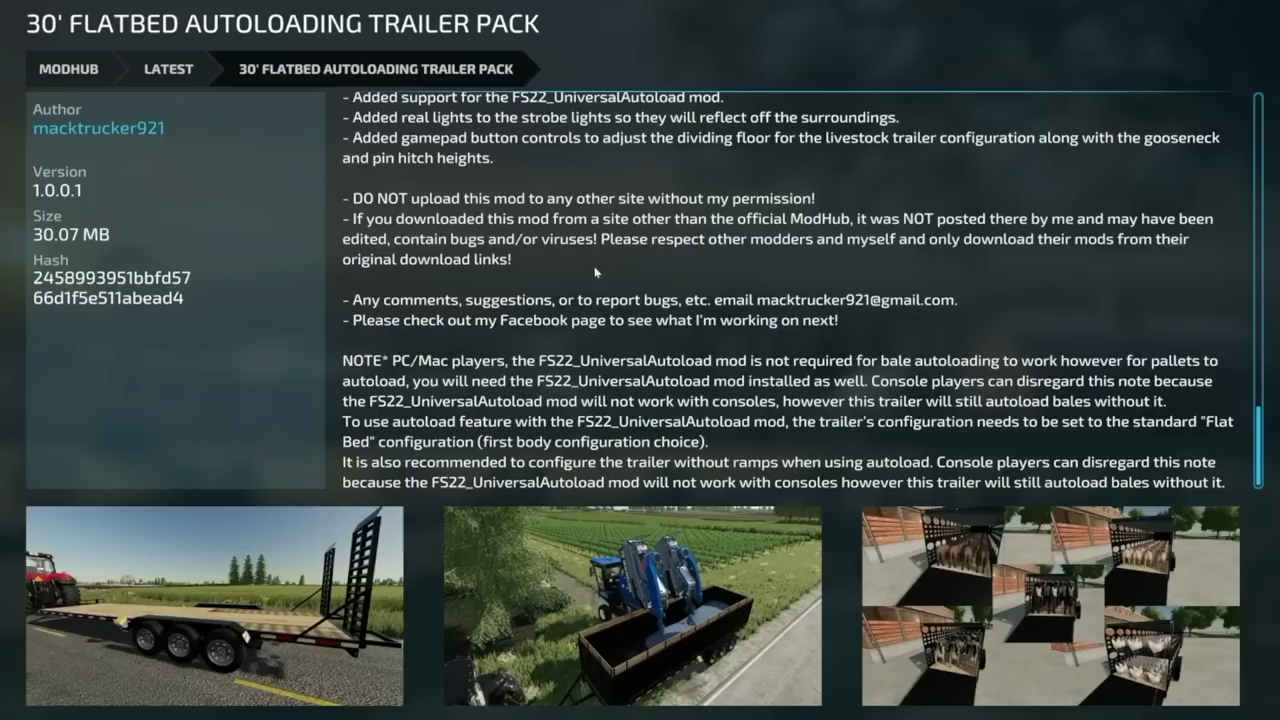 30' FLATBED AUTOLOADING TRAILER PACK
MODHUB
LATEST
30' FLATBED AUTOLOADING TRAILER PACK
Author
macktrucker921
Version
1.0.0.1
Size
30.07 MB
Hash
2458993951bbfd57
66d1f5e511abead4
- Added support for the FS22_UniversalAutoload mod.
- Added real lights to the strobe lights so they will reflect off the surroundings.
- Added gamepad button controls to adjust the dividing floor for the livestock trailer configuration along with the gooseneck
and pin hitch heights.
- DO NOT upload this mod to any other site without my permission!
- If you downloaded this mod from a site other than the official ModHub, it was NOT posted there by me and may have been
edited, contain bugs and/or viruses! Please respect other modders and myself and only download their mods from their
original download links!
- Any comments, suggestions, or to report bugs, etc. email macktrucker921@gmail.com.
- Please check out my Facebook page to see what I'm working on next!
NOTE* PC/Mac players, the FS22_UniversalAutoload mod is not required for bale autoloading to work however for pallets to
autoload, you will need the FS22_UniversalAutoload mod installed as well. Console players can disregard this note because
the FS22_UniversalAutoload mod will not work with consoles, however this trailer will still autoload bales without it.
To use autoload feature with the FS22_UniversalAutoload mod, the trailer's configuration needs to be set to the standard "Flat
Bed" configuration (first body configuration choice).
It is also recommended to configure the trailer without ramps when using autoload. Console players can disregard this note
because the FS22_UniversalAutoload mod will not work with consoles however this trailer will still autoload bales without it.